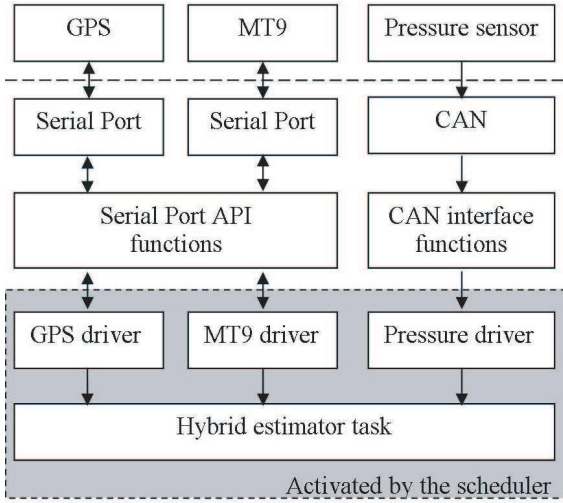 GPS
MT9
Pressure sensor
Serial Port
Serial Port
CAN
Serial Port API
functions
CAN interface
functions
GPS driver
MT9 driver
Pressure driver
Hybrid estimator task
Activated by the scheduler